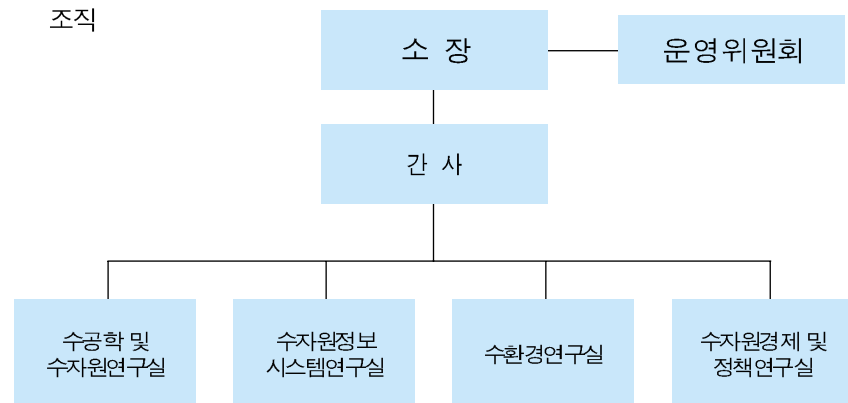 조직
소 장
운영위원회
간 사
수공학 및
수자원연구실
수자원정보
시스템연구실
수환경연구실
수자원경제 및
정책연구실